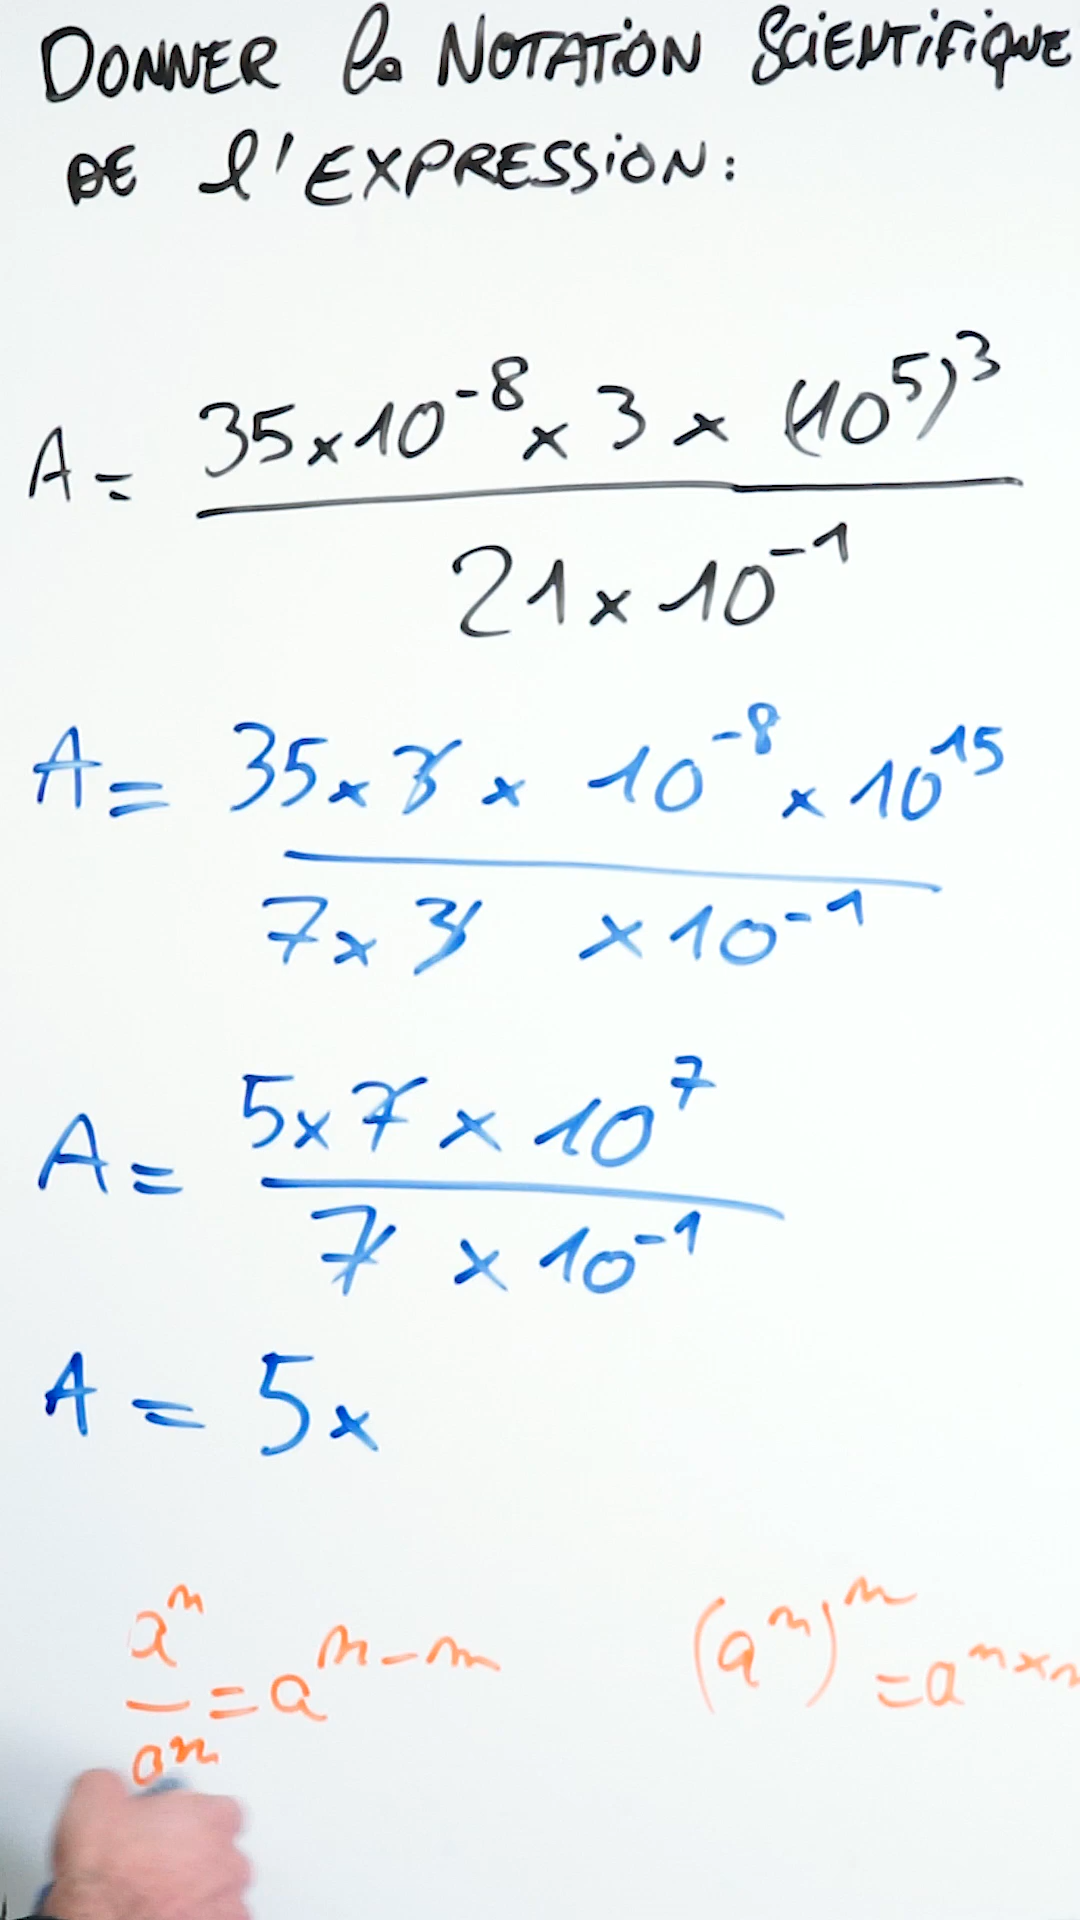 DONNER la NOTATION SCIENTIFIQUE
DE l'EXPRESSION:
A = (35 × 10⁻⁸ × 3 × (10⁵)³) / (21 × 10⁻¹)
A = (35 × 3 × 10⁻⁸ × 10¹⁵) / (7 × 3 × 10⁻¹)
A = (5 × 7 × 10⁷) / (7 × 10⁻¹)
A = 5 ×
aⁿ / aᵐ = aⁿ⁻ᵐ
(aⁿ)ᵐ = a